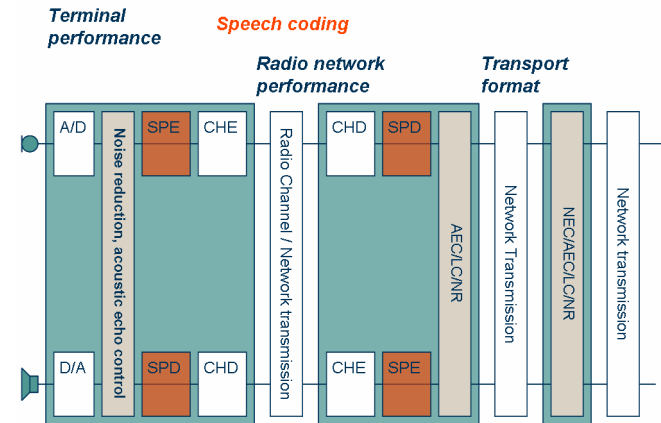 Terminal
performance
Speech coding
Radio network
performance
Transport
format
A/D
Noise reduction, acoustic echo control
SPE
CHE
Radio Channel / Network transmission
CHD
SPD
AEC/LC/NR
Network Transmission
NEC/AEC/LC/NR
Network transmission
D/A
SPD
CHD
CHE
SPE